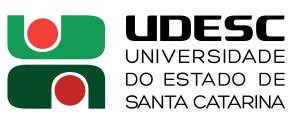 UDESC
UNIVERSIDADE
DO ESTADO DE
SANTA CATARINA